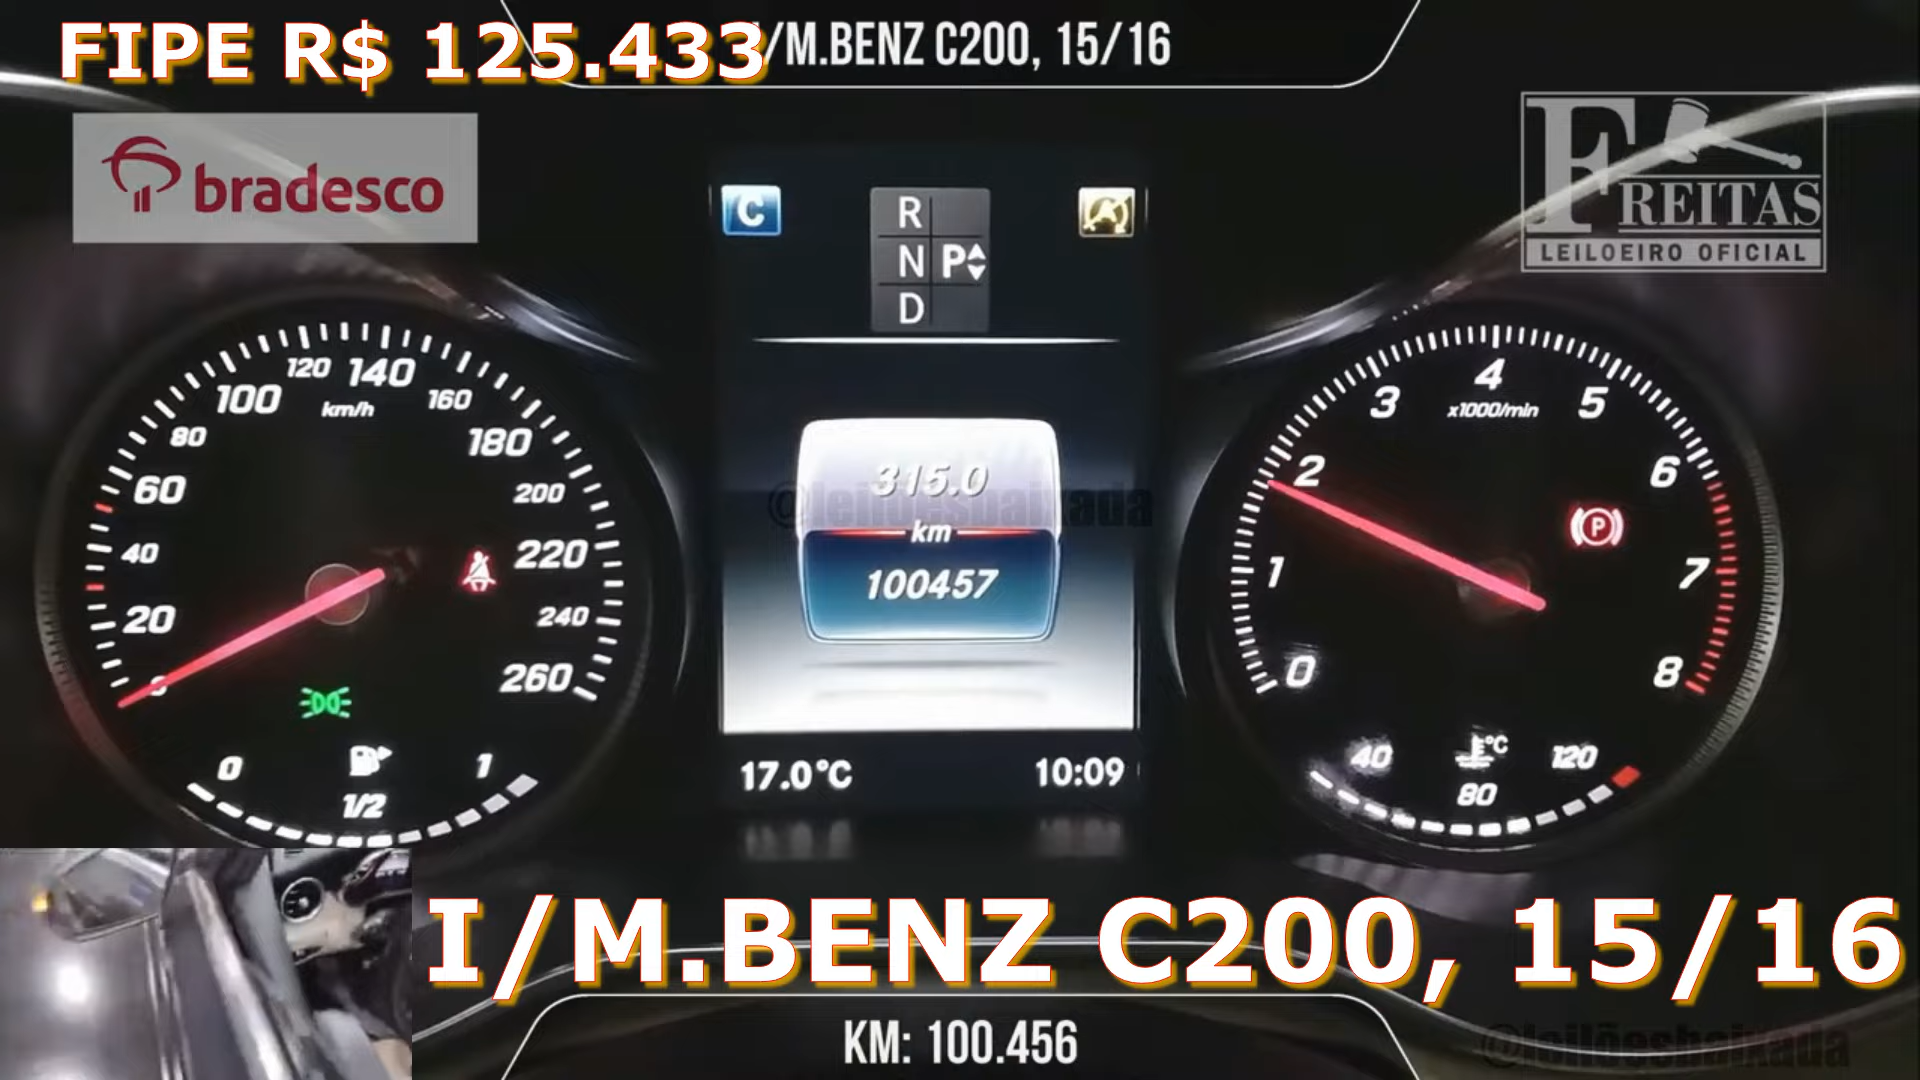 FIPE R$ 125.433
/M.BENZ C200, 15/16
bradesco
FREITAS
LEILOEIRO OFICIAL
C
R
N P
D
A
0
20
40
60
80
100
120
140
160
180
200
220
240
260
km/h
315.0
km
100457
@leilõesbaixada
0
1
2
3
4
5
6
7
8
x1000/min
P
0
1/2
1
17.0°C
10:09
°C
40
80
120
I/M.BENZ C200, 15/16
KM: 100.456
@leilõesbaixada